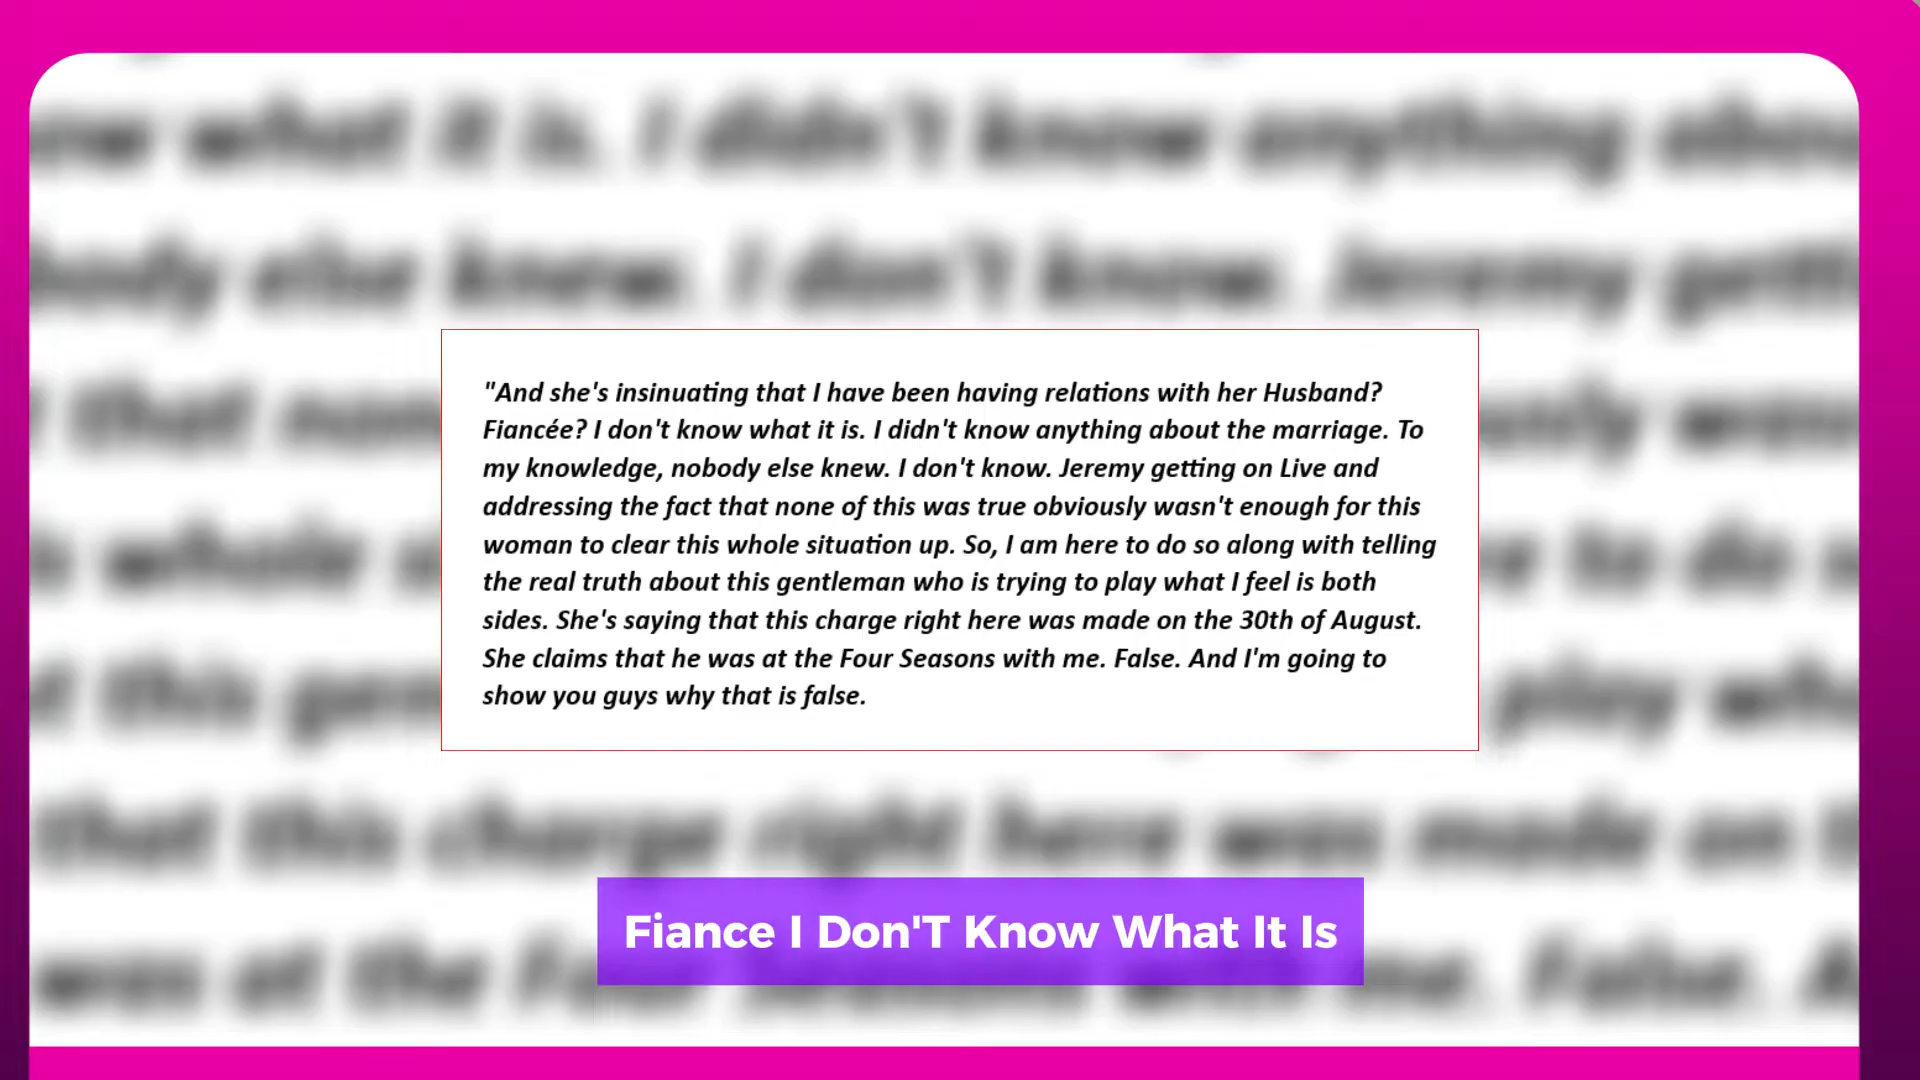 "And she's insinuating that I have been having relations with her Husband?
Fiancée? I don't know what it is. I didn't know anything about the marriage. To
my knowledge, nobody else knew. I don't know. Jeremy getting on Live and
addressing the fact that none of this was true obviously wasn't enough for this
woman to clear this whole situation up. So, I am here to do so along with telling
the real truth about this gentleman who is trying to play what I feel is both
sides. She's saying that this charge right here was made on the 30th of August.
She claims that he was at the Four Seasons with me. False. And I'm going to
show you guys why that is false.
Fiance I Don'T Know What It Is